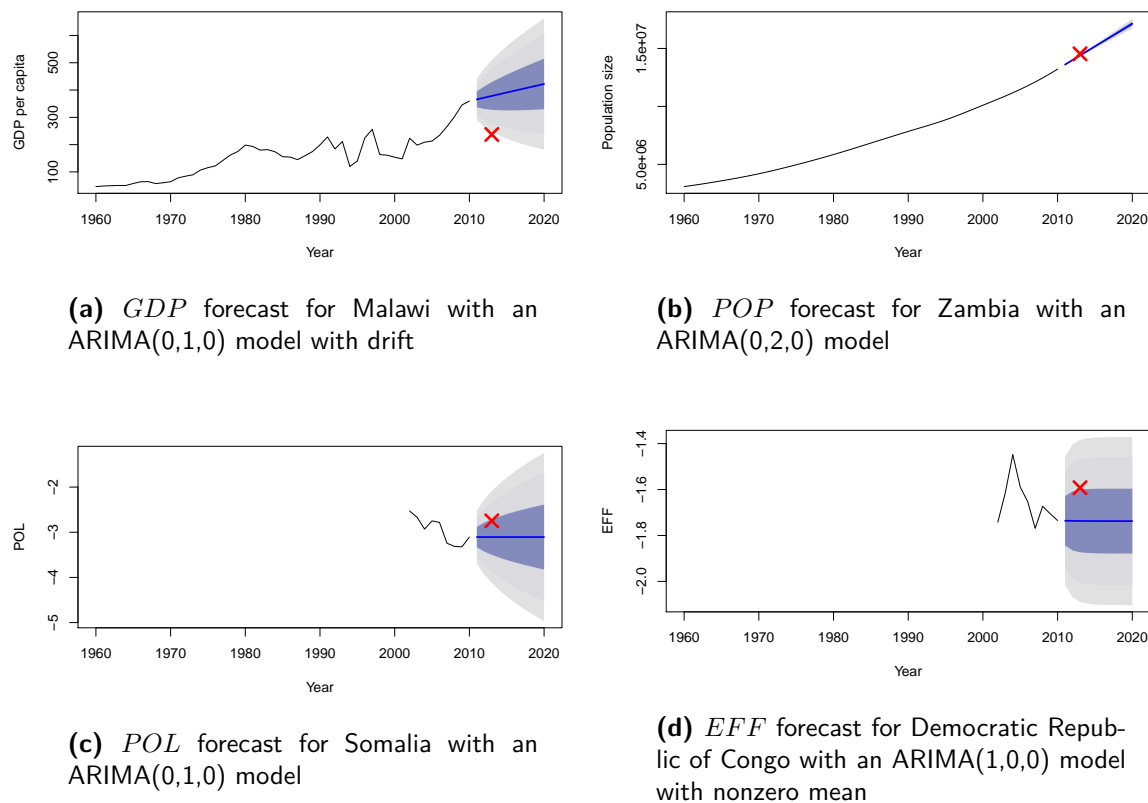 GDP per capita
500
300
100
1960 1970 1980 1990 2000 2010 2020
Year
(a) GDP forecast for Malawi with an
ARIMA(0,1,0) model with drift
Population size
1.5e+07
5.0e+06
1960 1970 1980 1990 2000 2010 2020
Year
(b) POP forecast for Zambia with an
ARIMA(0,2,0) model
POL
−2
−3
−4
−5
1960 1970 1980 1990 2000 2010 2020
Year
(c) POL forecast for Somalia with an
ARIMA(0,1,0) model
EFF
−1.4
−1.6
−1.8
−2.0
1960 1970 1980 1990 2000 2010 2020
Year
(d) EFF forecast for Democratic Repub-
lic of Congo with an ARIMA(1,0,0) model
with nonzero mean